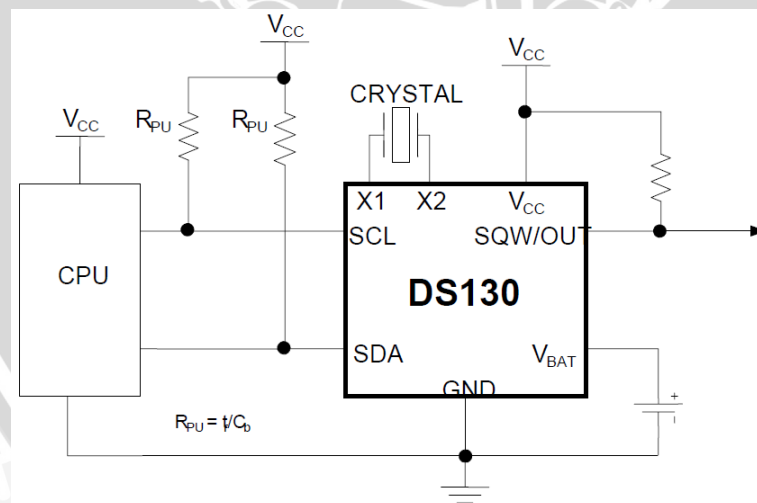 VCC
VCC
CRYSTAL
VCC
RPU
RPU
X1
X2
VCC
SCL
SQW/OUT
CPU
DS130
SDA
VBAT
GND
+
-
RPU = tr/Cb